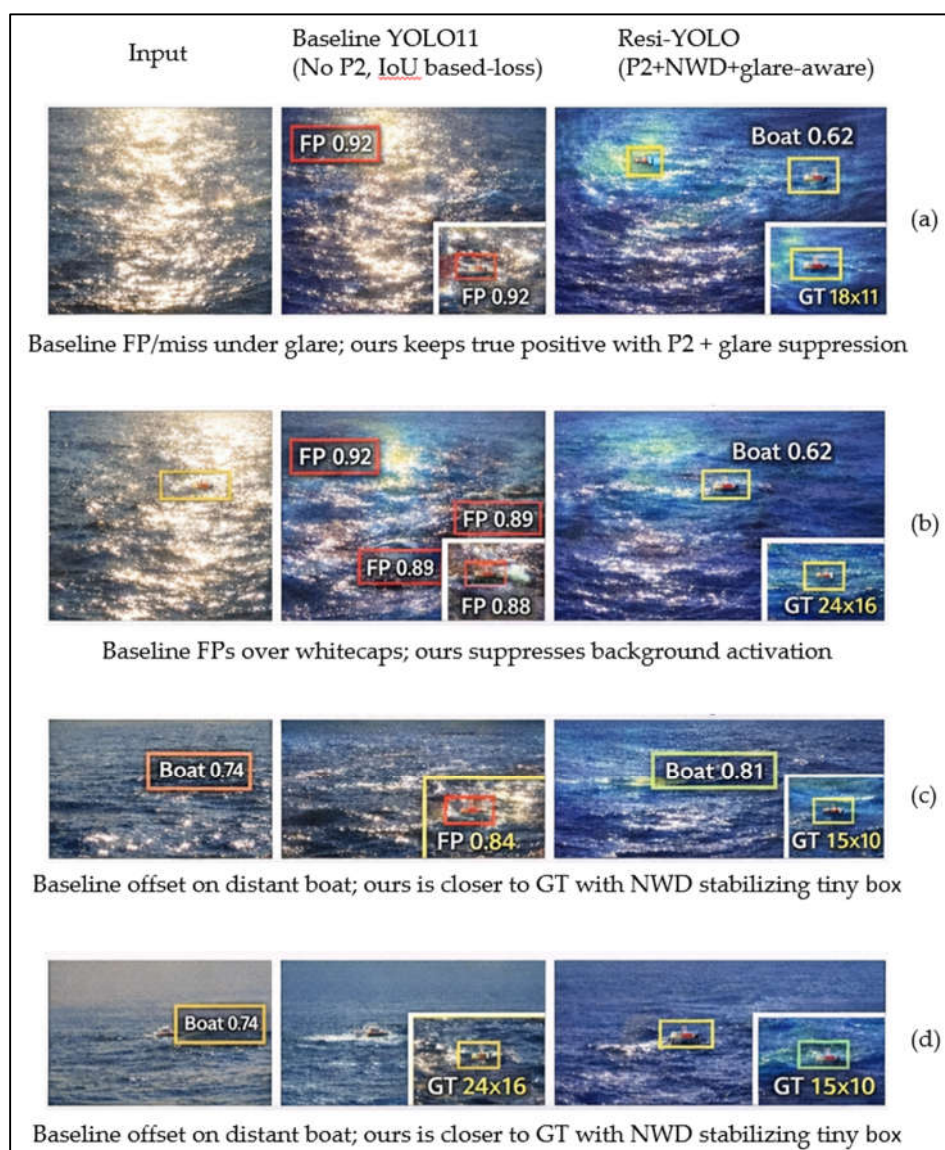 Input
Baseline YOLO11
(No P2, IoU based-loss)
Resi-YOLO
(P2+NWD+glare-aware)
FP 0.92
FP 0.92
Boat 0.62
GT 18x11
(a)
Baseline FP/miss under glare; ours keeps true positive with P2 + glare suppression
FP 0.92
FP 0.89
FP 0.89
FP 0.88
Boat 0.62
GT 24x16
(b)
Baseline FPs over whitecaps; ours suppresses background activation
Boat 0.74
FP 0.84
Boat 0.81
GT 15x10
(c)
Baseline offset on distant boat; ours is closer to GT with NWD stabilizing tiny box
Boat 0.74
GT 24x16
GT 15x10
(d)
Baseline offset on distant boat; ours is closer to GT with NWD stabilizing tiny box